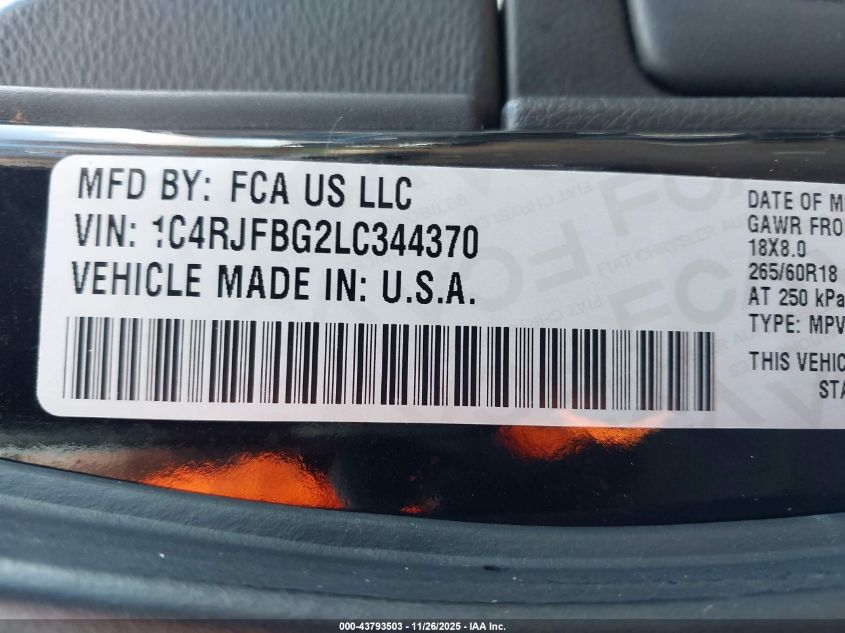 MFD BY: FCA US LLC
VIN: 1C4RJFBG2LC344370
VEHICLE MADE IN: U.S.A.
DATE OF M
GAWR FRO
18X8.0
265/60R18
AT 250 kPa
TYPE: MPV
THIS VEHIC
STA
000-43793503 - 11/26/2025 - IAA Inc.